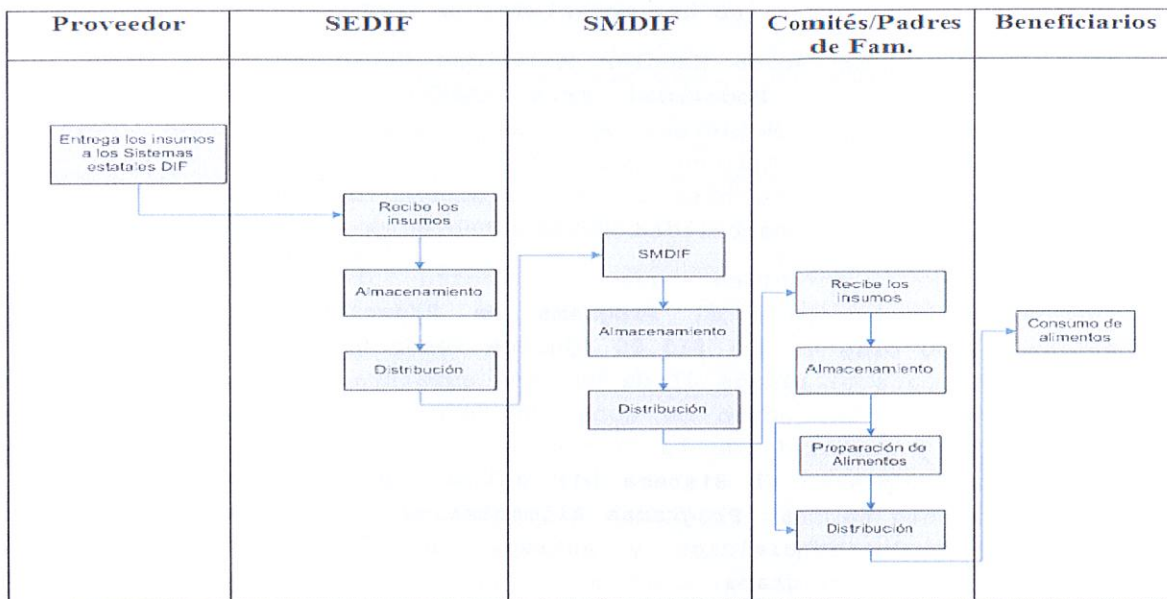 Proveedor
SEDIF
SMDIF
Comités/Padres
de Fam.
Beneficiarios
Entrega los insumos
a los Sistemas
estatales DIF
Recibe los
insumos
Almacenamiento
Distribución
SMDIF
Almacenamiento
Distribución
Recibe los
insumos
Almacenamiento
Preparación de
Alimentos
Distribución
Consumo de
alimentos